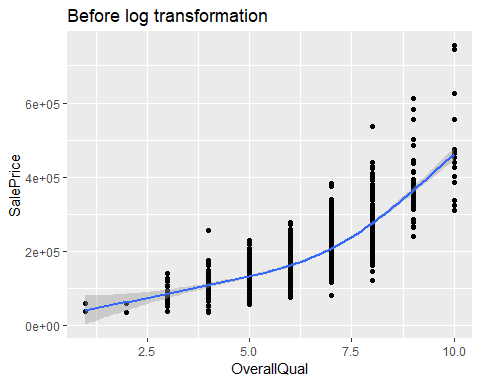 Before log transformation
SalePrice
6e+05
4e+05
2e+05
0e+00
2.5 5.0 7.5 10.0
OverallQual